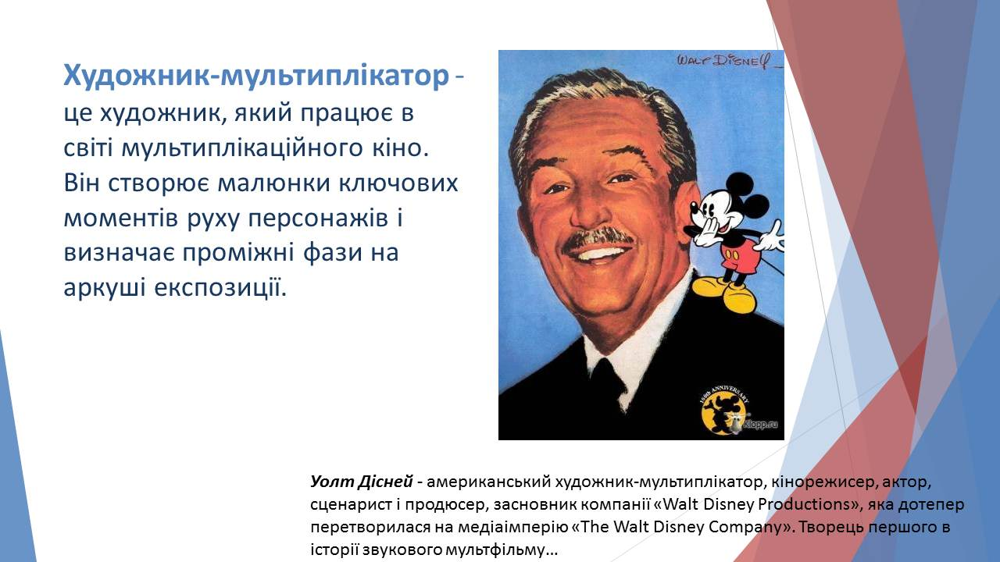 Художник-мультиплікатор -
це художник, який працює в
світі мультиплікаційного кіно.
Він створює малюнки ключових
моментів руху персонажів і
визначає проміжні фази на
аркуші експозиції.
WALT DISNEY
100th ANNIVERSARY
Klopp.ru
Уолт Дісней - американський художник-мультиплікатор, кінорежисер, актор,
сценарист і продюсер, засновник компанії «Walt Disney Productions», яка дотепер
перетворилася на медіаімперію «The Walt Disney Company». Творець першого в
історії звукового мультфільму...